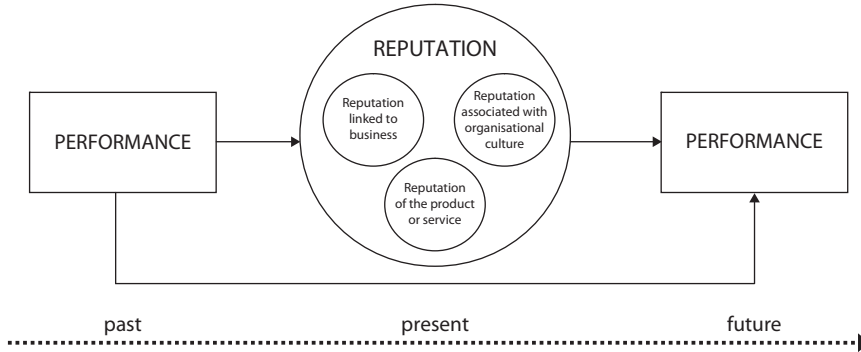 REPUTATION
PERFORMANCE
Reputation
linked to
business
Reputation
associated with
organisational
culture
Reputation
of the product
or service
PERFORMANCE
past
present
future